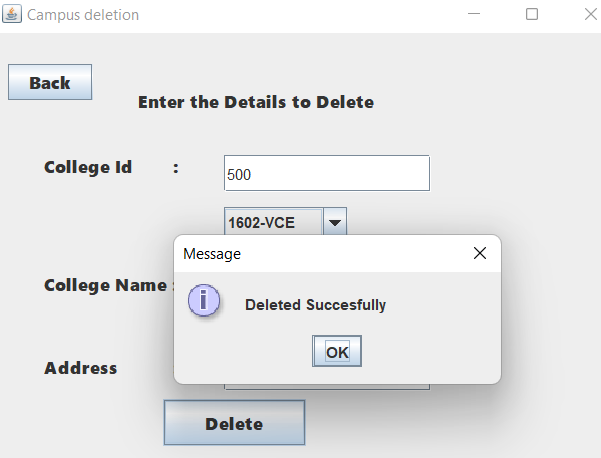 Campus deletion
Back
Enter the Details to Delete
College Id :
500
1602-VCE
Message
College Name :
Deleted Succesfully
OK
Address
Delete